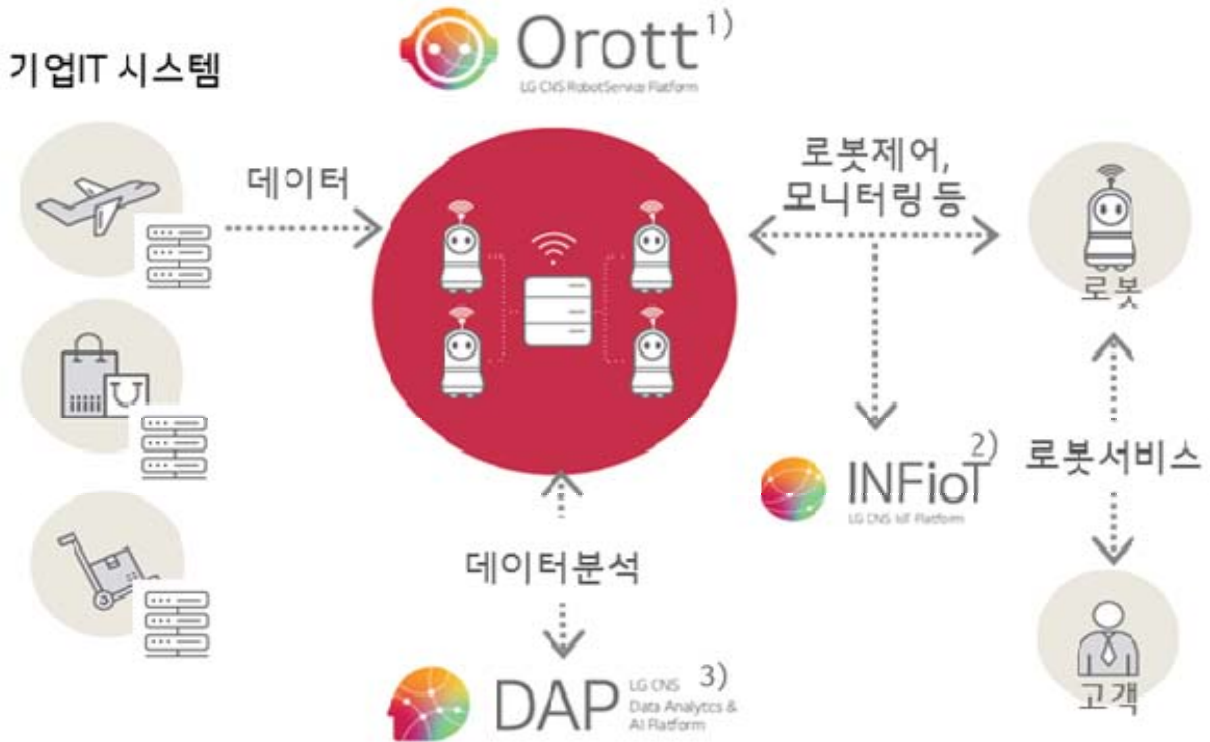 Orott 1)
LG CNS RobotService Platform
기업IT 시스템
데이터
로봇제어,
모니터링 등
로봇
INFioT 2)
LG CNS IoT Platform
로봇서비스
데이터분석
고객
DAP 3)
LG CNS
Data Analytics &
AI Platform